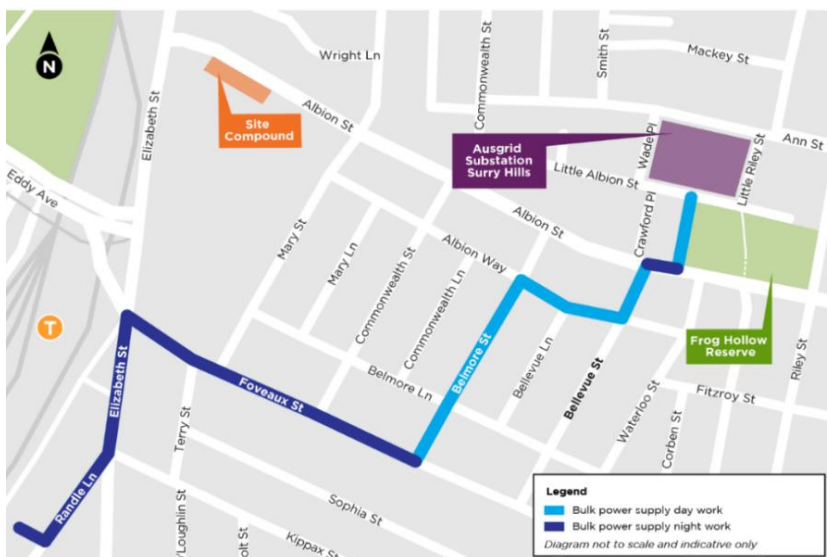 N
Wright Ln
Commonwealth St
Smith St
Mackey St
Elizabeth St
Site
Compound
Albion St
Ausgrid
Substation
Surry Hills
Wade Pl
Ann St
Little Riley St
Little Albion St
Eddy Ave
Mary St
Albion St
Crawford Pl
Mary Ln
Albion Way
Commonwealth St
Commonwealth Ln
T
Frog Hollow
Reserve
Riley St
Elizabeth St
Foveaux St
Belmore Ln
Belmore St
Bellevue Ln
Bellevue St
Waterloo St
Fitzroy St
Corben St
Terry St
Randle Ln
Sophia St
Kippax St
/Loughlin St
olt St
Legend
Bulk power supply day work
Bulk power supply night work
Diagram not to scale and indicative only